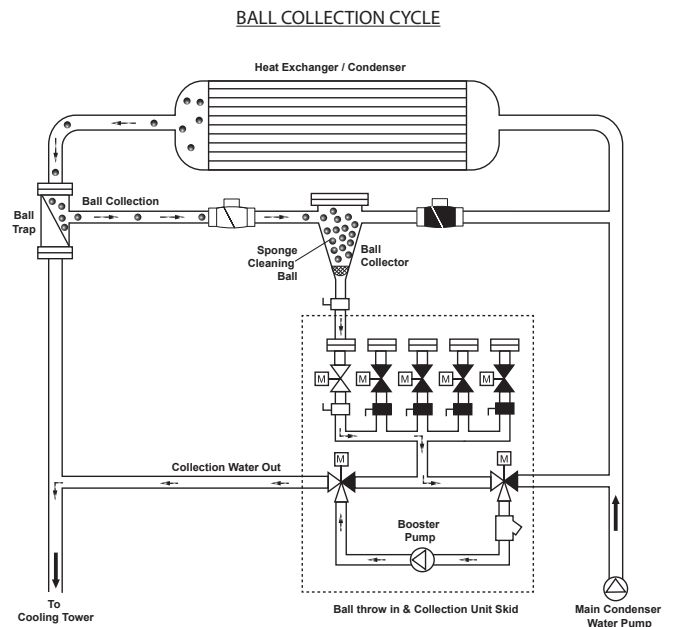 BALL COLLECTION CYCLE
Heat Exchanger / Condenser
Ball Collection
Ball
Trap
Sponge
Cleaning
Ball
Ball
Collector
M
M
M
M
M
Collection Water Out
M
M
Booster
Pump
To
Cooling Tower
Ball throw in & Collection Unit Skid
Main Condenser
Water Pump